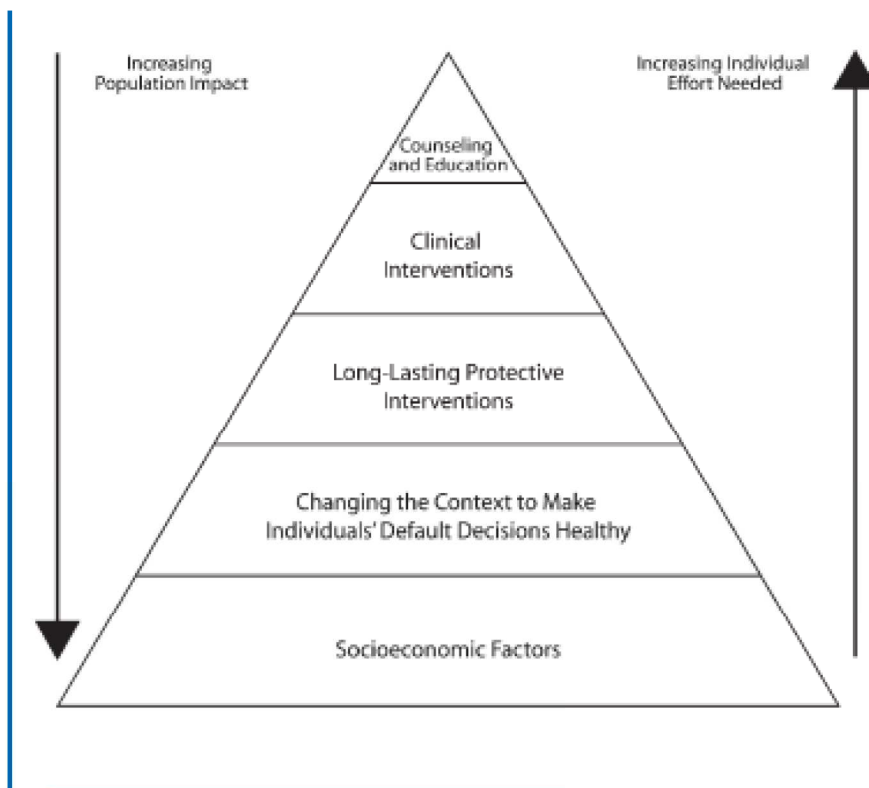 Increasing
Population Impact
Increasing Individual
Effort Needed
Counseling
and Education
Clinical
Interventions
Long-Lasting Protective
Interventions
Changing the Context to Make
Individuals' Default Decisions Healthy
Socioeconomic Factors